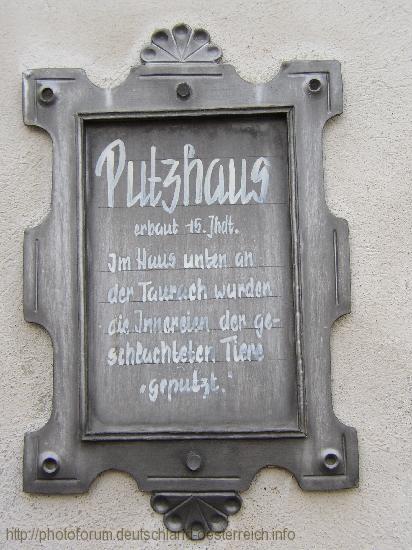 Putzhaus
erbaut 15. Jhdt.
Im Haus unten an
der Taurach wurden
die Innereien der ge-
schlachteten Tiere
"geputzt."
http://photoforum.deutschland-oesterreich.info